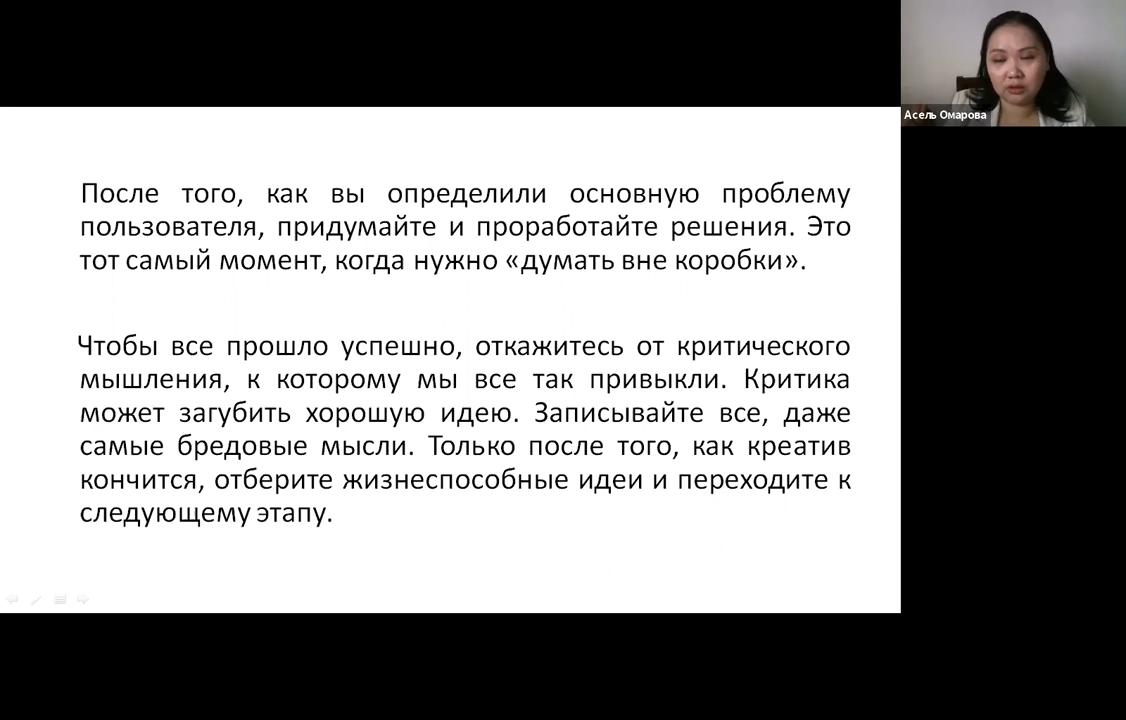 Асель Омарова
После того, как вы определили основную проблему
пользователя, придумайте и проработайте решения. Это
тот самый момент, когда нужно «думать вне коробки».
Чтобы все прошло успешно, откажитесь от критического
мышления, к которому мы все так привыкли. Критика
может загубить хорошую идею. Записывайте все, даже
самые бредовые мысли. Только после того, как креатив
кончится, отберите жизнеспособные идеи и переходите к
следующему этапу.